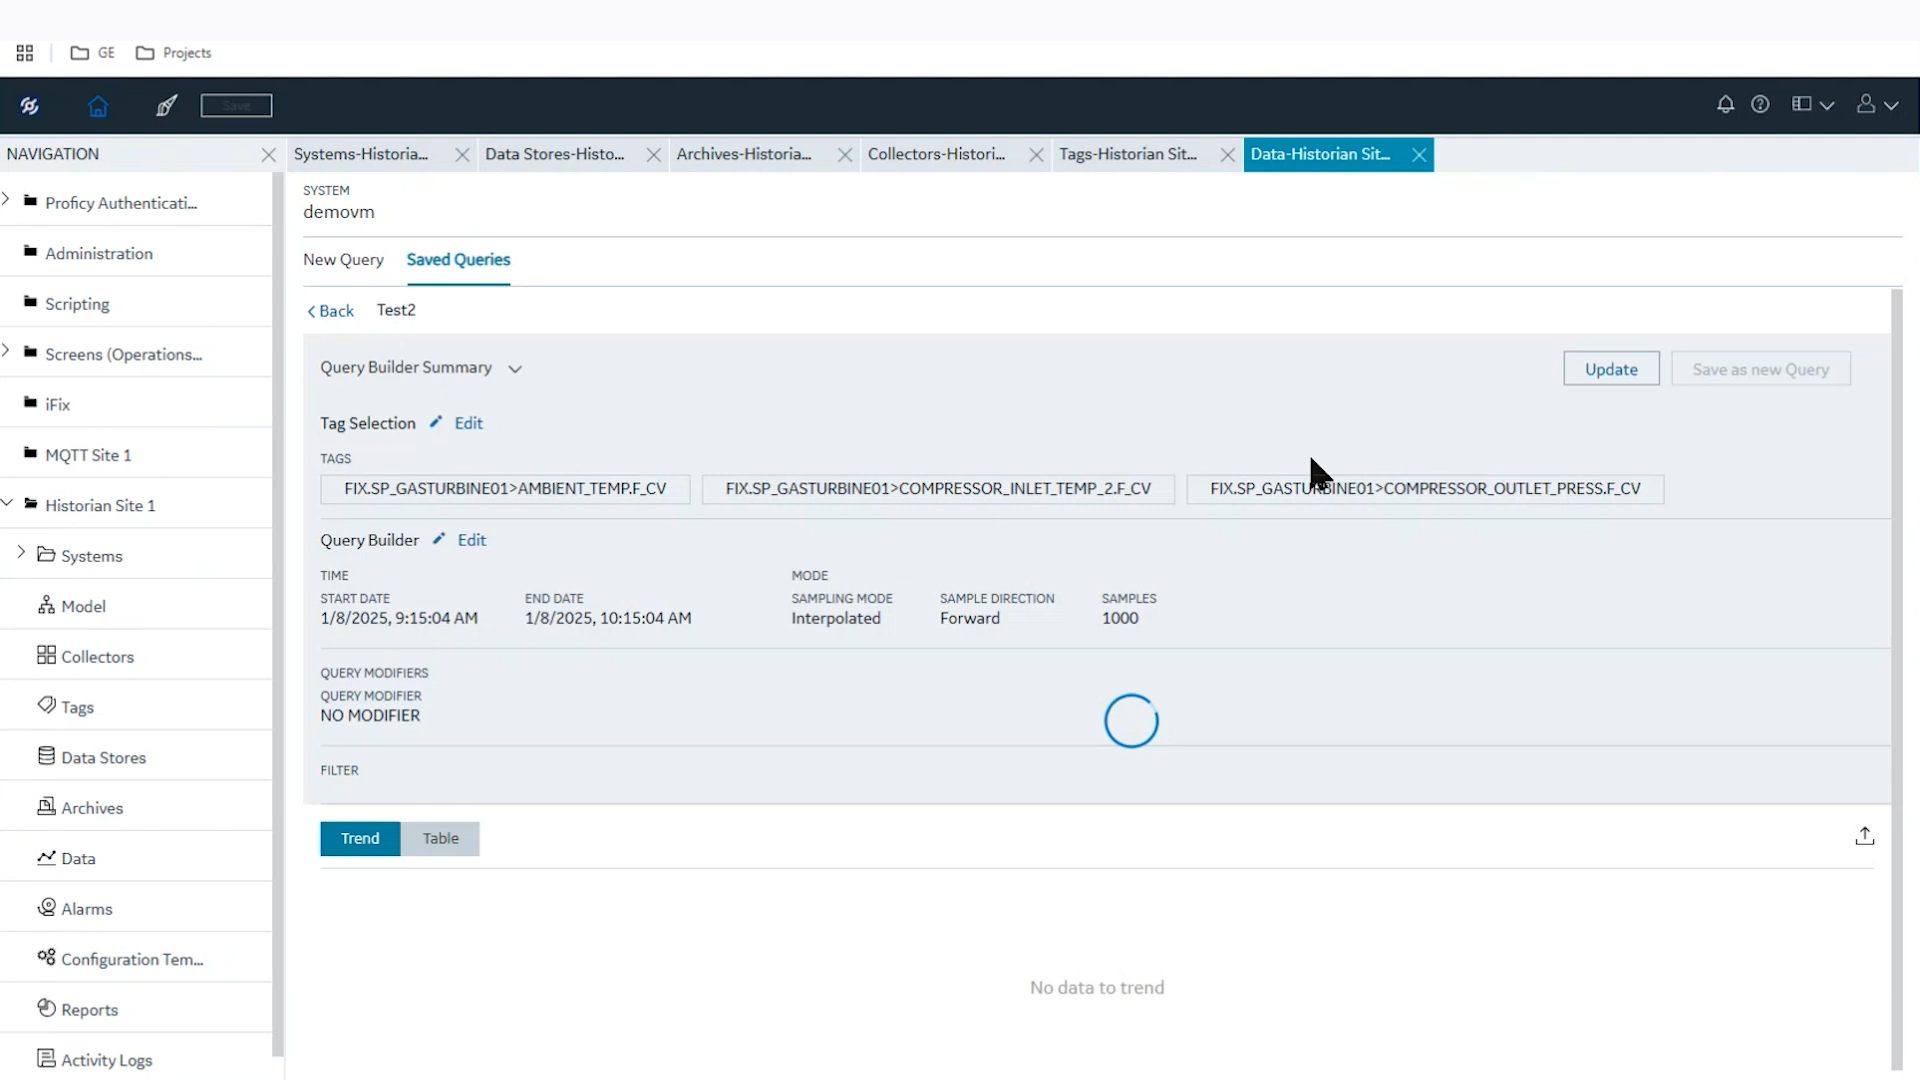 GE Projects
Save
NAVIGATION
Systems-Historia... Data Stores-Histo... Archives-Historia... Collectors-Histori... Tags-Historian Sit... Data-Historian Sit...
SYSTEM
demovm
New Query Saved Queries
Back Test2
Query Builder Summary Update Save as new Query
Tag Selection Edit
TAGS
FIX.SP_GASTURBINE01>AMBIENT_TEMP.F_CV FIX.SP_GASTURBINE01>COMPRESSOR_INLET_TEMP_2.F_CV FIX.SP_GASTURBINE01>COMPRESSOR_OUTLET_PRESS.F_CV
Query Builder Edit
TIME MODE
START DATE END DATE SAMPLING MODE SAMPLE DIRECTION SAMPLES
1/8/2025, 9:15:04 AM 1/8/2025, 10:15:04 AM Interpolated Forward 1000
QUERY MODIFIERS
QUERY MODIFIER
NO MODIFIER
FILTER
Trend Table
No data to trend
Proficy Authenticati...
Administration
Scripting
Screens (Operations...
iFix
MQTT Site 1
Historian Site 1
Systems
Model
Collectors
Tags
Data Stores
Archives
Data
Alarms
Configuration Tem...
Reports
Activity Logs